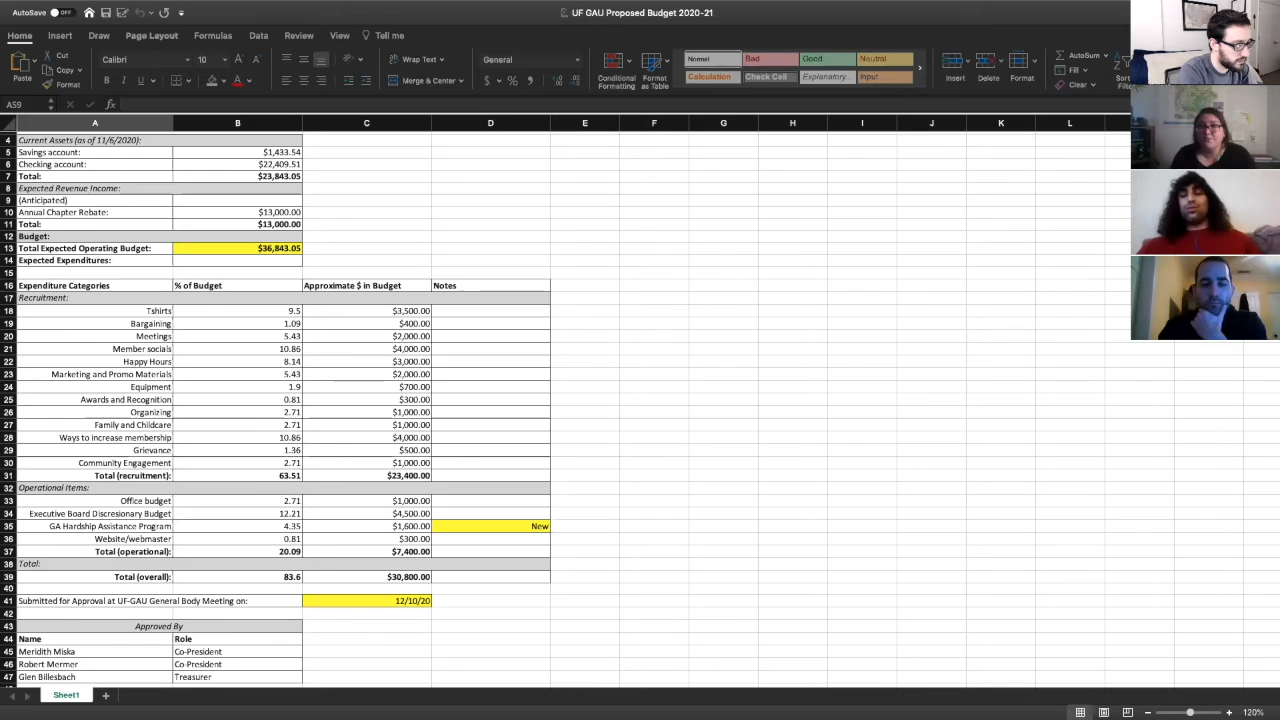 AutoSave OFF UF GAU Proposed Budget 2020-21
Home Insert Draw Page Layout Formulas Data Review View Tell me
Paste Cut Copy Format Calibri 10 B I U A Wrap Text Merge & Center General $ % Conditional Formatting Format as Table Normal Bad Good Neutral Calculation Check Cell Explanatory... Input Insert Delete Format AutoSum Fill Clear
A59 fx
A B C D E F G H I J K L
4 Current Assets (as of 11/6/2020):
5 Savings account: $1,433.54
6 Checking account: $22,409.51
7 Total: $23,843.05
8 Expected Revenue Income:
9 (Anticipated)
10 Annual Chapter Rebate: $13,000.00
11 Total: $13,000.00
12 Budget:
13 Total Expected Operating Budget: $36,843.05
14 Expected Expenditures:
15
16 Expenditure Categories % of Budget Approximate $ in Budget Notes
17 Recruitment:
18 Tshirts 9.5 $3,500.00
19 Bargaining 1.09 $400.00
20 Meetings 5.43 $2,000.00
21 Member socials 10.86 $4,000.00
22 Happy Hours 8.14 $3,000.00
23 Marketing and Promo Materials 5.43 $2,000.00
24 Equipment 1.9 $700.00
25 Awards and Recognition 0.81 $300.00
26 Organizing 2.71 $1,000.00
27 Family and Childcare 2.71 $1,000.00
28 Ways to increase membership 10.86 $4,000.00
29 Grievance 1.36 $500.00
30 Community Engagement 2.71 $1,000.00
31 Total (recruitment): 63.51 $23,400.00
32 Operational Items:
33 Office budget 2.71 $1,000.00
34 Executive Board Discresionary Budget 12.21 $4,500.00
35 GA Hardship Assistance Program 4.35 $1,600.00 New
36 Website/webmaster 0.81 $300.00
37 Total (operational): 20.09 $7,400.00
38 Total:
39 Total (overall): 83.6 $30,800.00
40
41 Submitted for Approval at UF-GAU General Body Meeting on: 12/10/20
42
43 Approved By
44 Name Role
45 Meridith Miska Co-President
46 Robert Mermer Co-President
47 Glen Billesbach Treasurer
Sheet1 +
120%